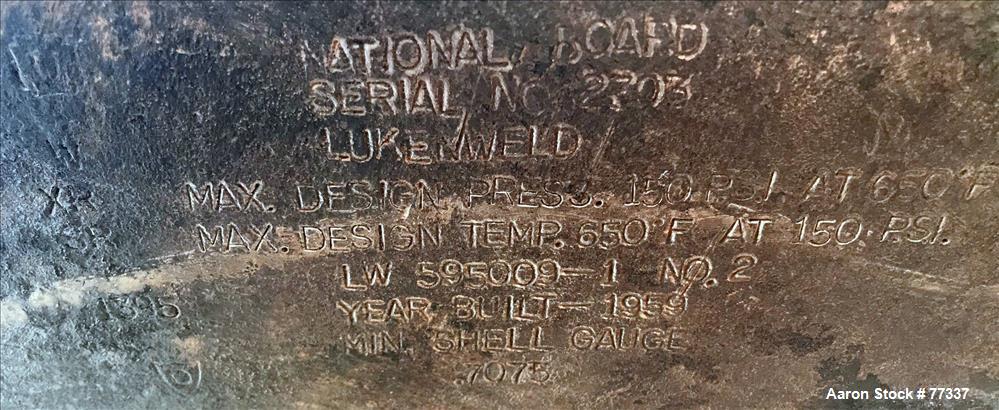 NATIONAL BOARD
SERIAL NO 2703
LUKENWELD
W
M
XR
MAX. DESIGN PRESS. 150 PSI. AT 650°F
MAX. DESIGN TEMP. 650°F AT 150 P.S.I.
LW 595009-1 NO. 2
1395
YEAR BUILT-1959
MIN. SHELL GAUGE
.7075
Aaron Stock # 77337